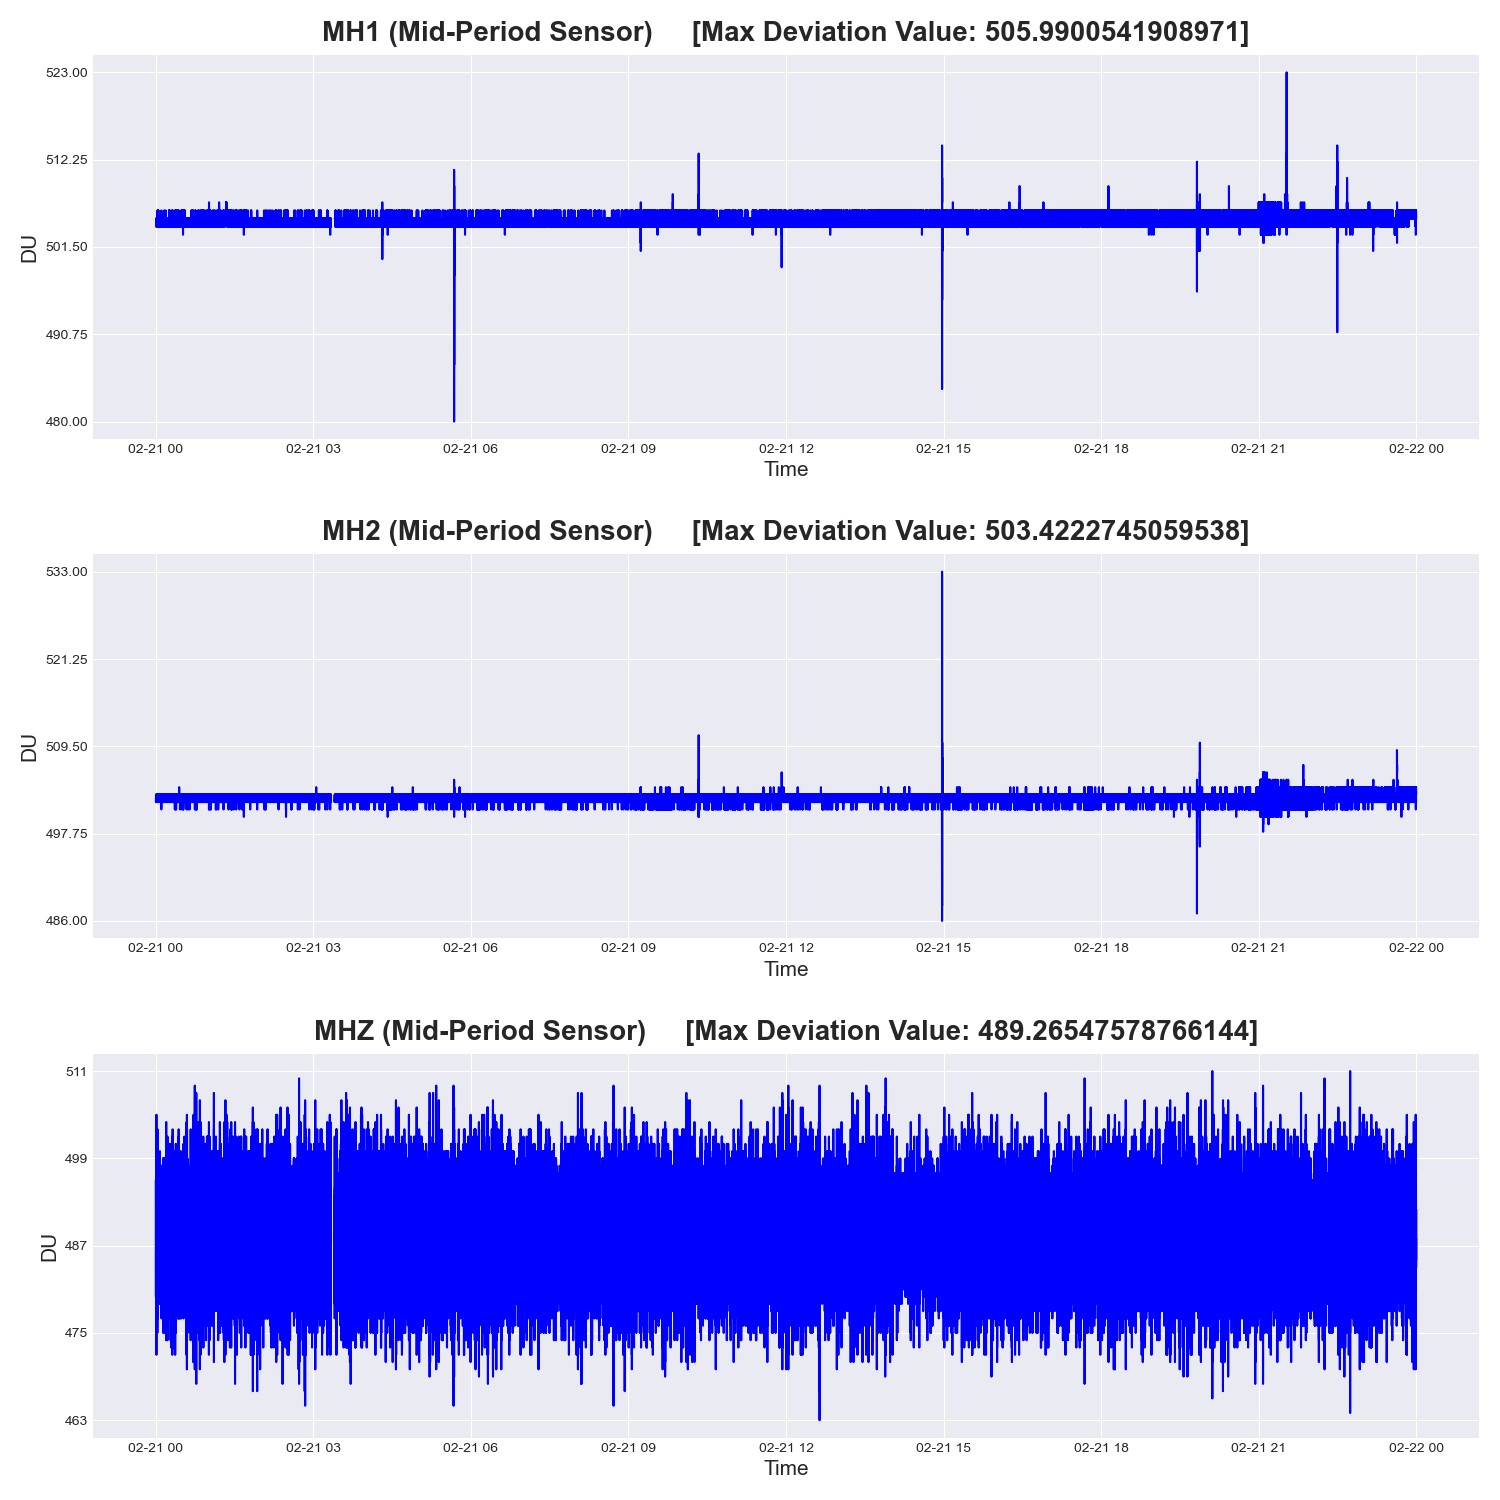 MH1 (Mid-Period Sensor) [Max Deviation Value: 505.9900541908971]
523.00
512.25
501.50
490.75
480.00
DU
02-21 00 02-21 03 02-21 06 02-21 09 02-21 12 02-21 15 02-21 18 02-21 21 02-22 00
Time
MH2 (Mid-Period Sensor) [Max Deviation Value: 503.4222745059538]
533.00
521.25
509.50
497.75
486.00
DU
02-21 00 02-21 03 02-21 06 02-21 09 02-21 12 02-21 15 02-21 18 02-21 21 02-22 00
Time
MHZ (Mid-Period Sensor) [Max Deviation Value: 489.26547578766144]
511
499
487
475
463
DU
02-21 00 02-21 03 02-21 06 02-21 09 02-21 12 02-21 15 02-21 18 02-21 21 02-22 00
Time